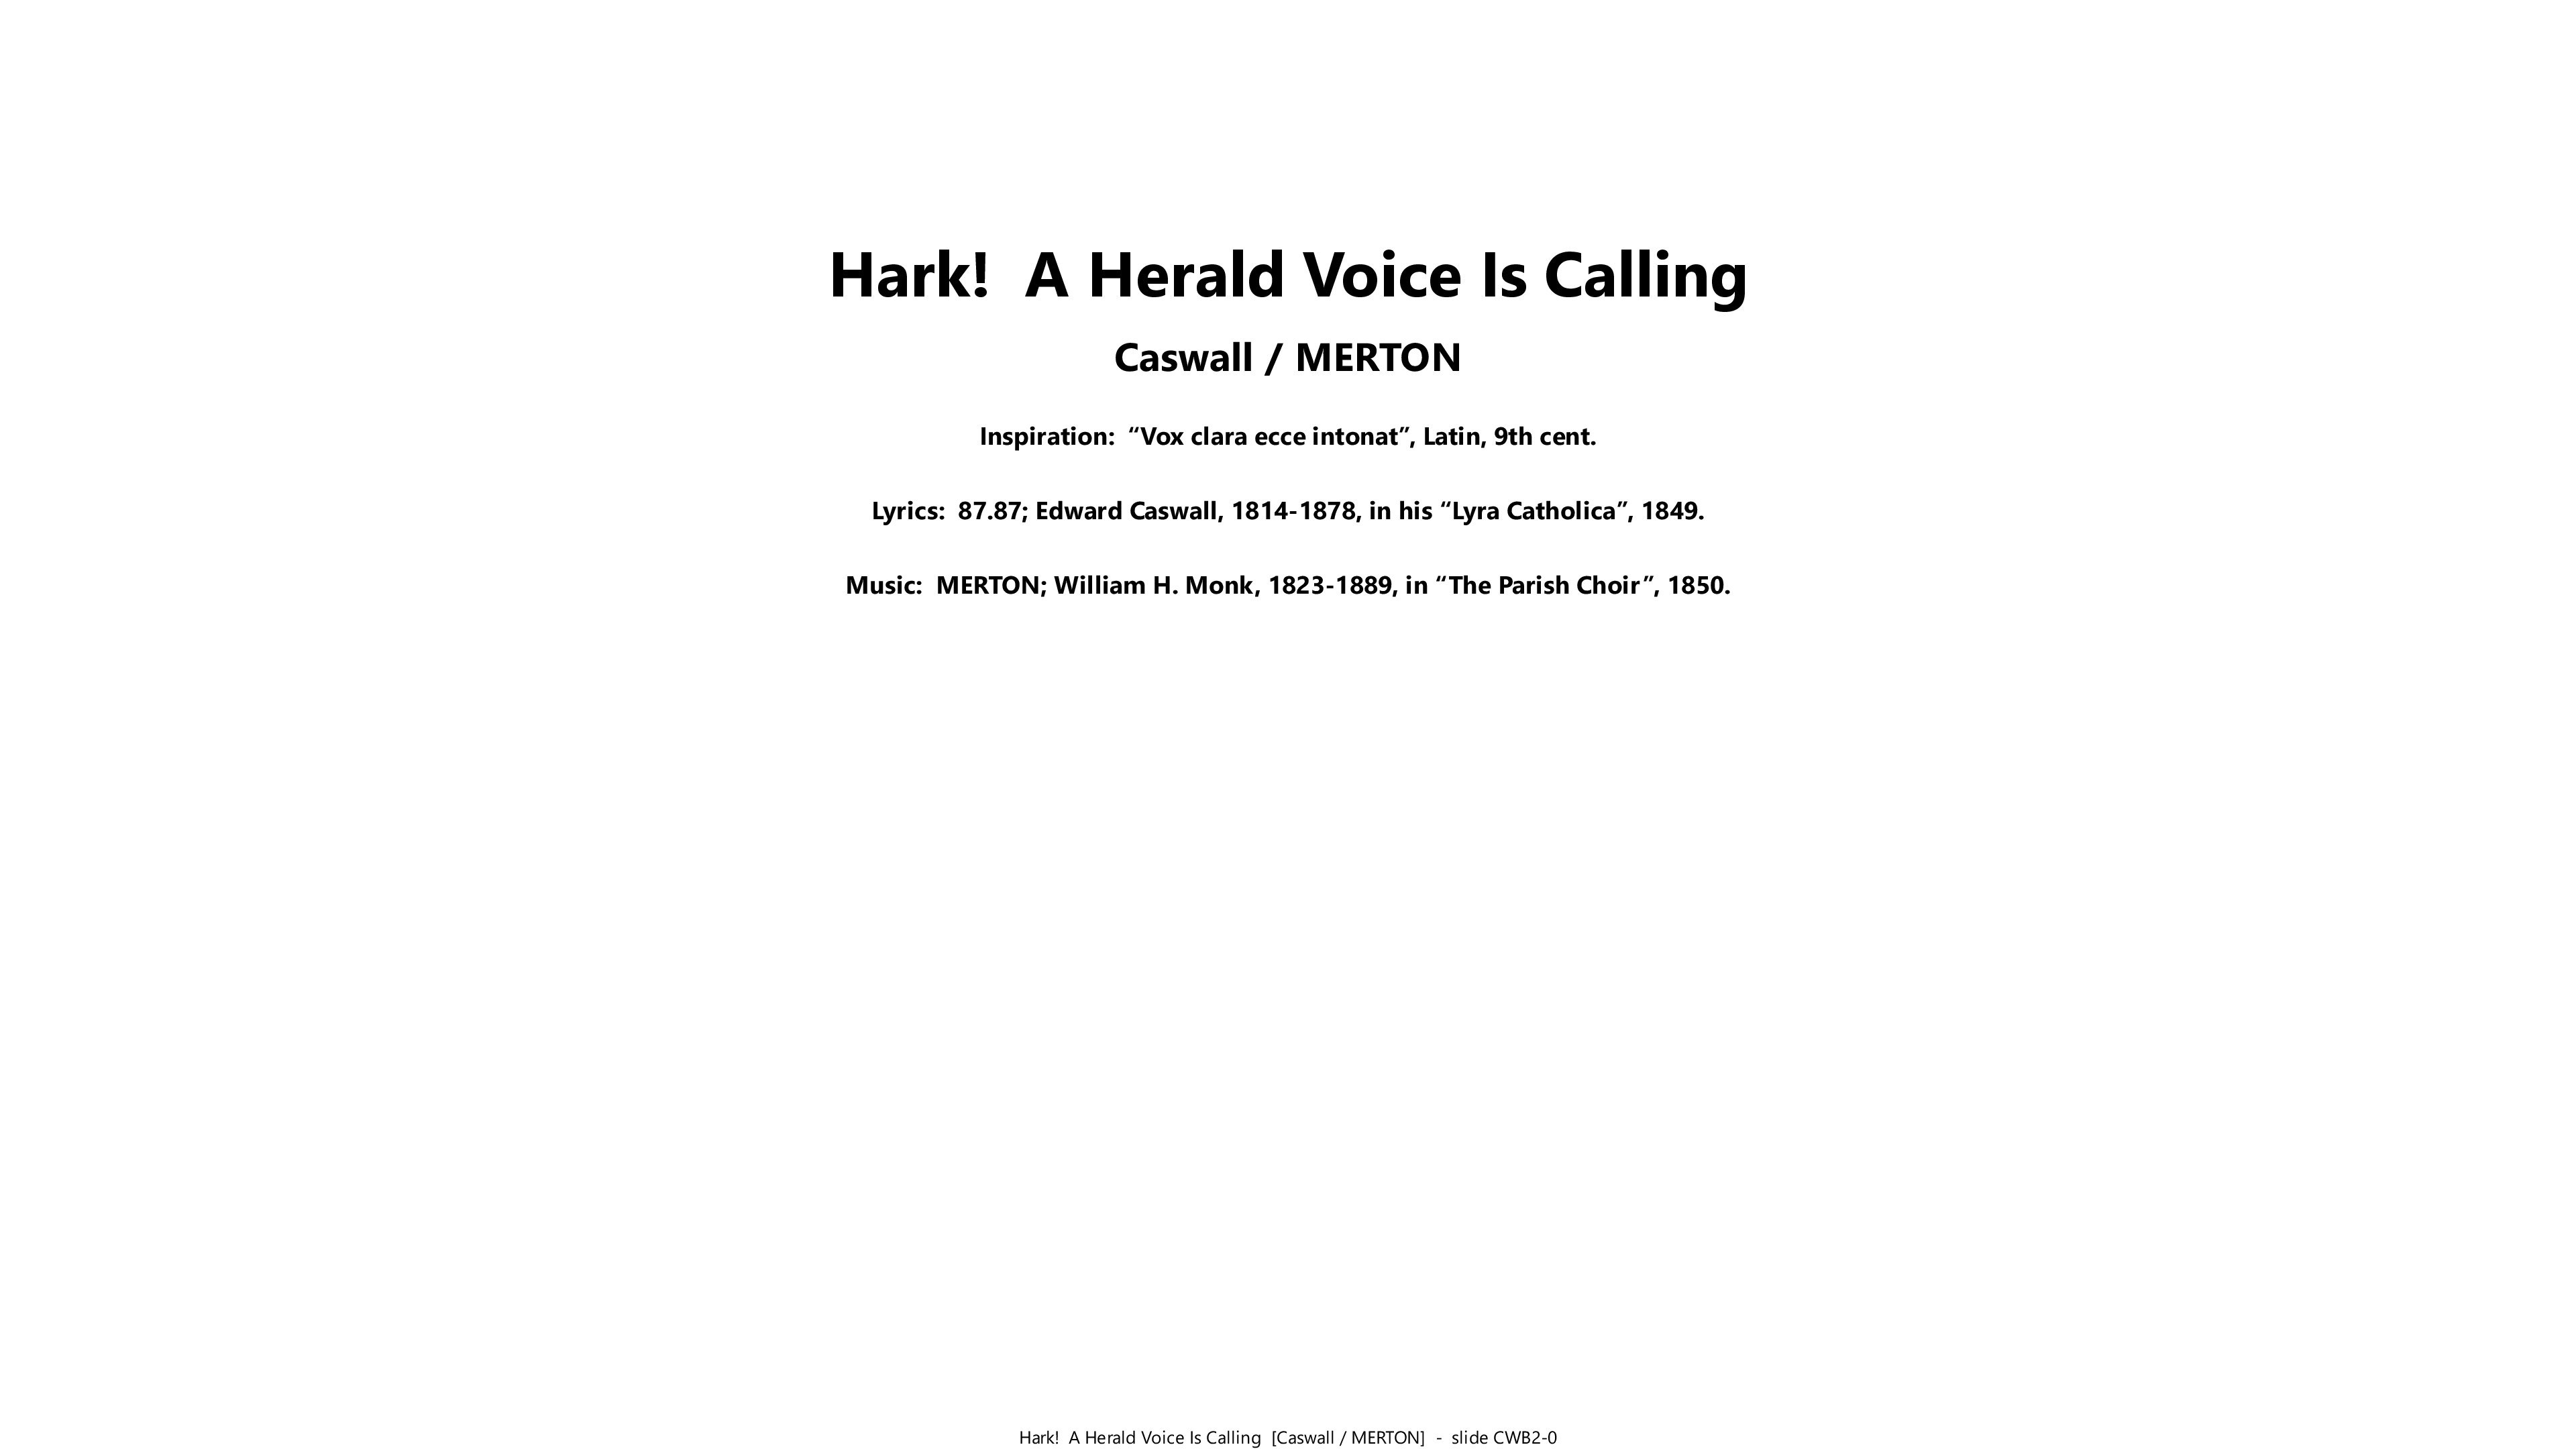 Hark!  A Herald Voice Is Calling
Caswall / MERTON
Inspiration:  “Vox clara ecce intonat”, Latin, 9th cent.
Lyrics:  87.87; Edward Caswall, 1814-1878, in his “Lyra Catholica”, 1849.
Music:  MERTON; William H. Monk, 1823-1889, in “The Parish Choir”, 1850.
Hark!  A Herald Voice Is Calling  [Caswall / MERTON]  -  slide CWB2-0